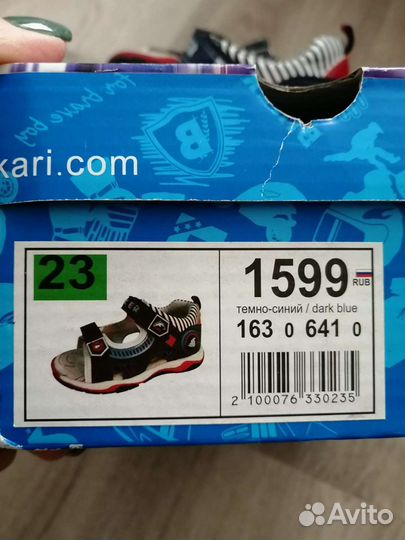 for brave boy
B
kari.com
23
1599 RUB
темно-синий / dark blue
163 0 641 0
2 100076 330235
Avito